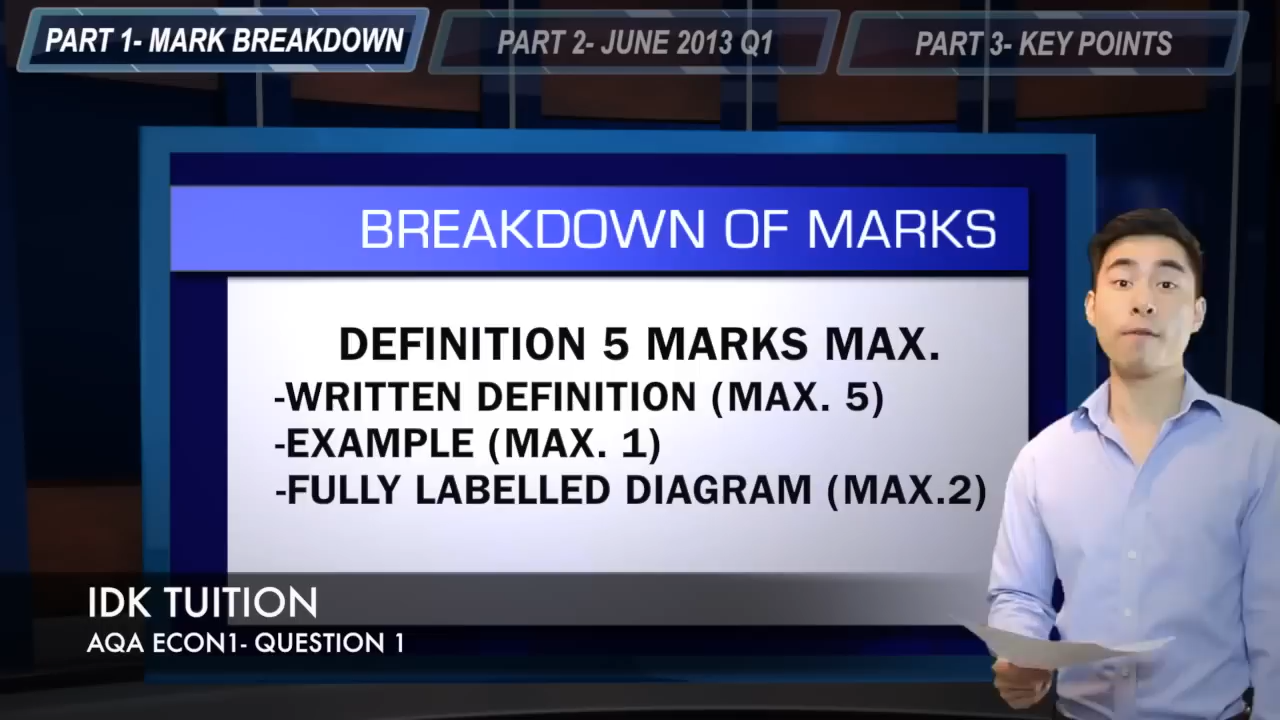 PART 1- MARK BREAKDOWN
PART 2- JUNE 2013 Q1
PART 3- KEY POINTS
BREAKDOWN OF MARKS
DEFINITION 5 MARKS MAX.
-WRITTEN DEFINITION (MAX. 5)
-EXAMPLE (MAX. 1)
-FULLY LABELLED DIAGRAM (MAX.2)
IDK TUITION
AQA ECON1- QUESTION 1